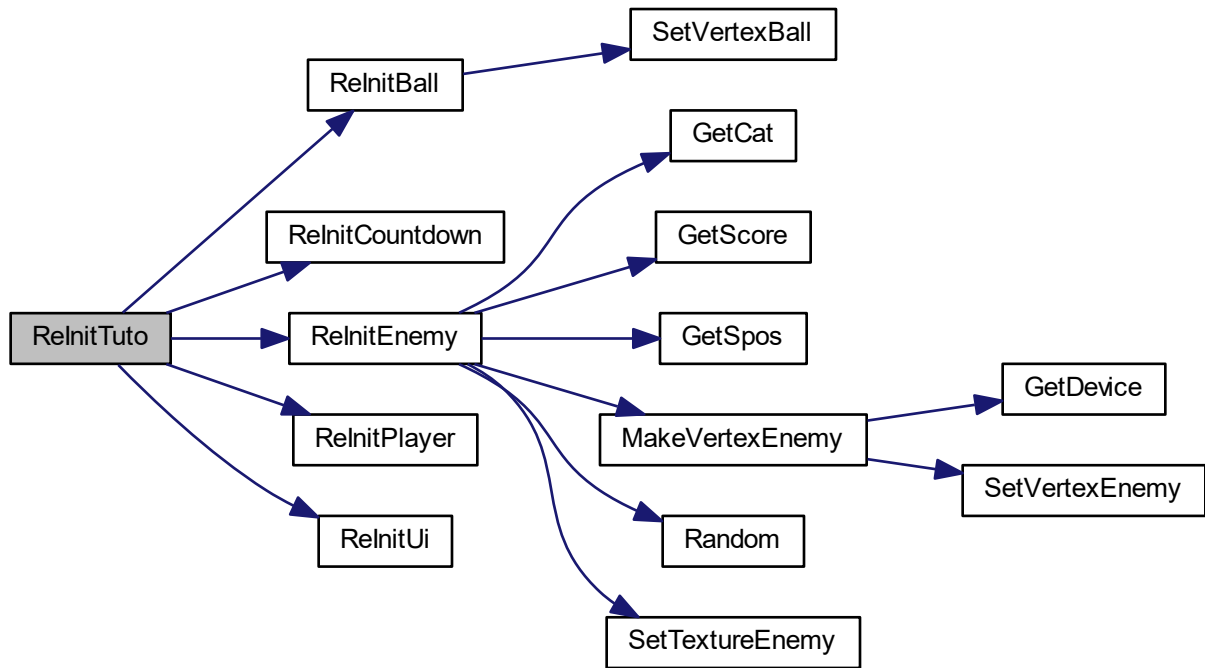 SetVertexBall
ReInitBall
GetCat
ReInitCountdown
GetScore
ReInitTuto
ReInitEnemy
GetSpos
GetDevice
ReInitPlayer
MakeVertexEnemy
SetVertexEnemy
ReInitUi
Random
SetTextureEnemy